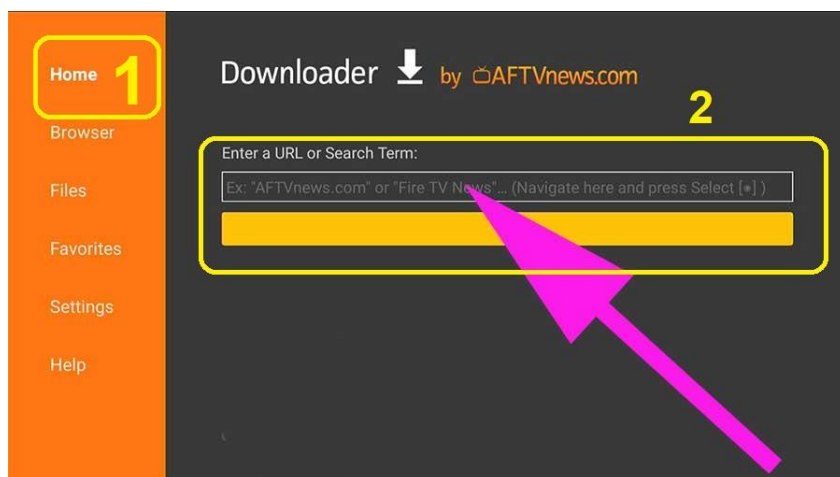 Home
1
Browser
Files
Favorites
Settings
Help
Downloader by AFTVnews.com
2
Enter a URL or Search Term:
Ex: "AFTVnews.com" or "Fire TV News"... (Navigate here and press Select [●] )